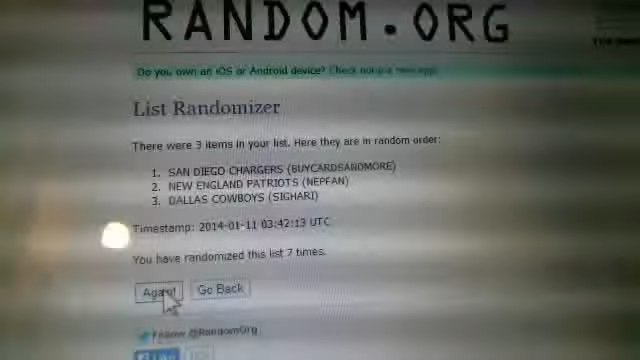 RANDOM.ORG
Do you own an iOS or Android device? Check out our new app
List Randomizer
There were 3 items in your list. Here they are in random order:
1. SAN DIEGO CHARGERS (BUYCARDSANDMORE)
2. NEW ENGLAND PATRIOTS (NEPFAN)
3. DALLAS COWBOYS (SIGHARI)
Timestamp: 2014-01-11 03:42:13 UTC
You have randomized this list 7 times.
Again! Go Back
Follow @RandomOrg